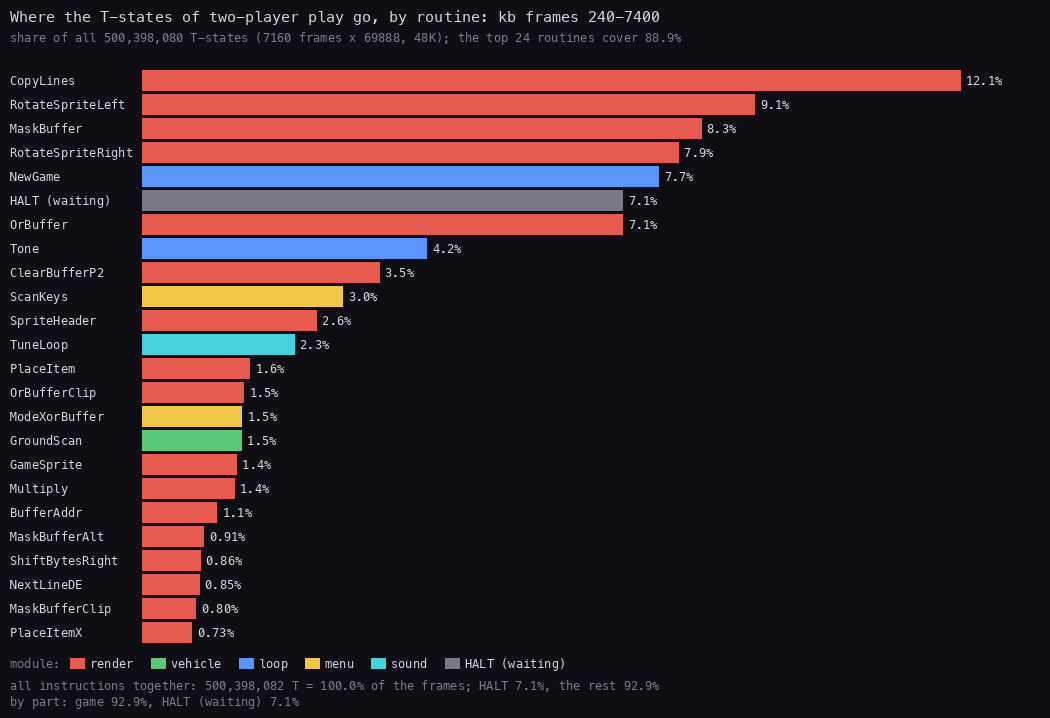 Where the T-states of two-player play go, by routine: kb frames 240-7400
share of all 500,398,080 T-states (7160 frames x 69888, 48K); the top 24 routines cover 88.9%
CopyLines 12.1%
RotateSpriteLeft 9.1%
MaskBuffer 8.3%
RotateSpriteRight 7.9%
NewGame 7.7%
HALT (waiting) 7.1%
OrBuffer 7.1%
Tone 4.2%
ClearBufferP2 3.5%
ScanKeys 3.0%
SpriteHeader 2.6%
TuneLoop 2.3%
PlaceItem 1.6%
OrBufferClip 1.5%
ModeXorBuffer 1.5%
GroundScan 1.5%
GameSprite 1.4%
Multiply 1.4%
BufferAddr 1.1%
MaskBufferAlt 0.91%
ShiftBytesRight 0.86%
NextLineDE 0.85%
MaskBufferClip 0.80%
PlaceItemX 0.73%
module: render vehicle loop menu sound HALT (waiting)
all instructions together: 500,398,082 T = 100.0% of the frames; HALT 7.1%, the rest 92.9%
by part: game 92.9%, HALT (waiting) 7.1%